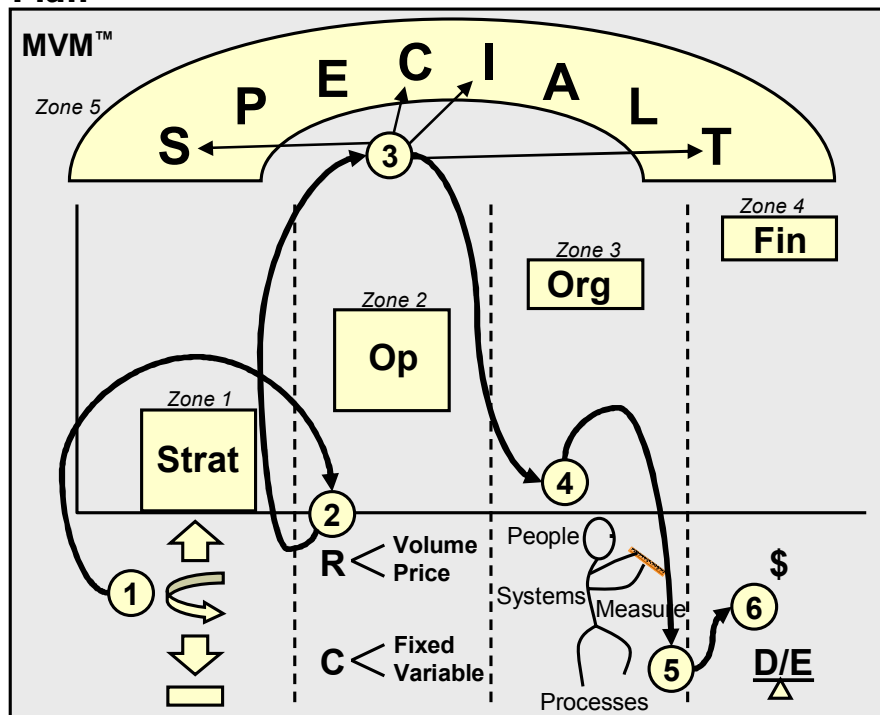 MVM™
S P E C I A L T
Zone 5
3
Zone 4
Fin
Zone 3
Org
Zone 2
Op
Zone 1
Strat
4
2
1
R
Volume
Price
C
Fixed
Variable
People
Systems
Measure
Processes
5
$
6
D/E